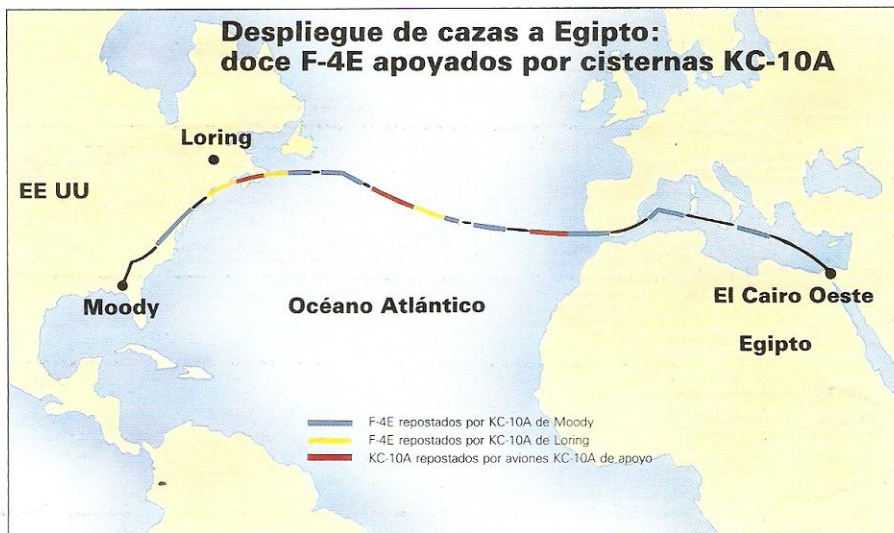 Despliegue de cazas a Egipto:
doce F-4E apoyados por cisternas KC-10A
Loring
EE UU
Moody
Océano Atlántico
El Cairo Oeste
Egipto
F-4E repostados por KC-10A de Moody
F-4E repostados por KC-10A de Loring
KC-10A repostados por aviones KC-10A de apoyo